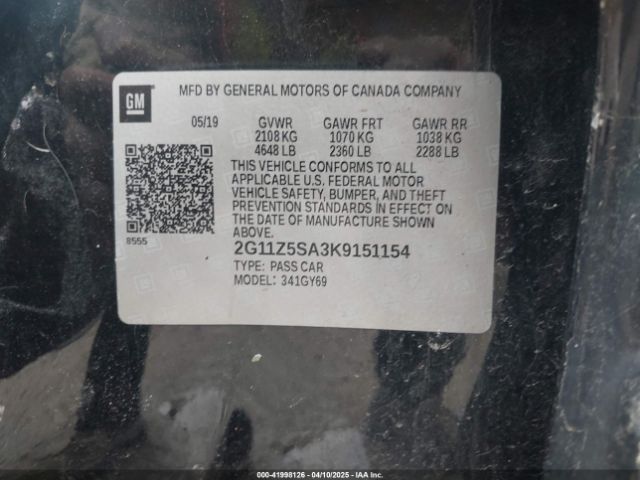 GM
MFD BY GENERAL MOTORS OF CANADA COMPANY
05/19 GVWR GAWR FRT GAWR RR
2108 KG 1070 KG 1038 KG
4648 LB 2360 LB 2288 LB
THIS VEHICLE CONFORMS TO ALL
APPLICABLE U.S. FEDERAL MOTOR
VEHICLE SAFETY, BUMPER, AND THEFT
PREVENTION STANDARDS IN EFFECT ON
THE DATE OF MANUFACTURE SHOWN
ABOVE.
8555
2G11Z5SA3K9151154
TYPE: PASS CAR
MODEL: 341GY69
000-41998126 - 04/10/2025 - IAA Inc.